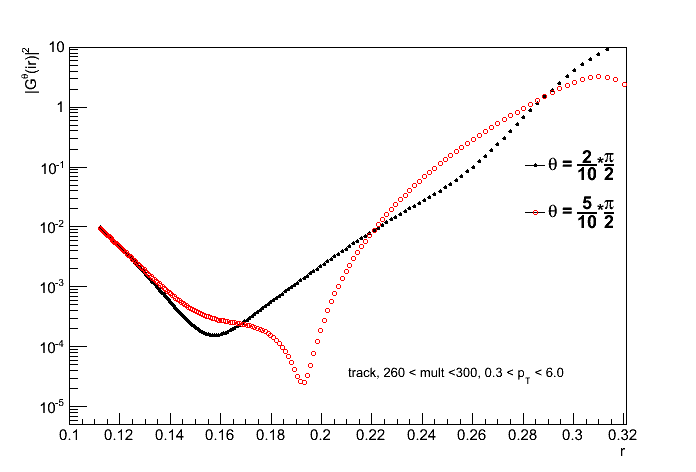 |G^θ(ir)|²
10
1
10⁻¹
10⁻²
10⁻³
10⁻⁴
10⁻⁵
θ = 2/10 * π/2
θ = 5/10 * π/2
track, 260 < mult <300, 0.3 < p_T < 6.0
0.1 0.12 0.14 0.16 0.18 0.2 0.22 0.24 0.26 0.28 0.3 0.32
r